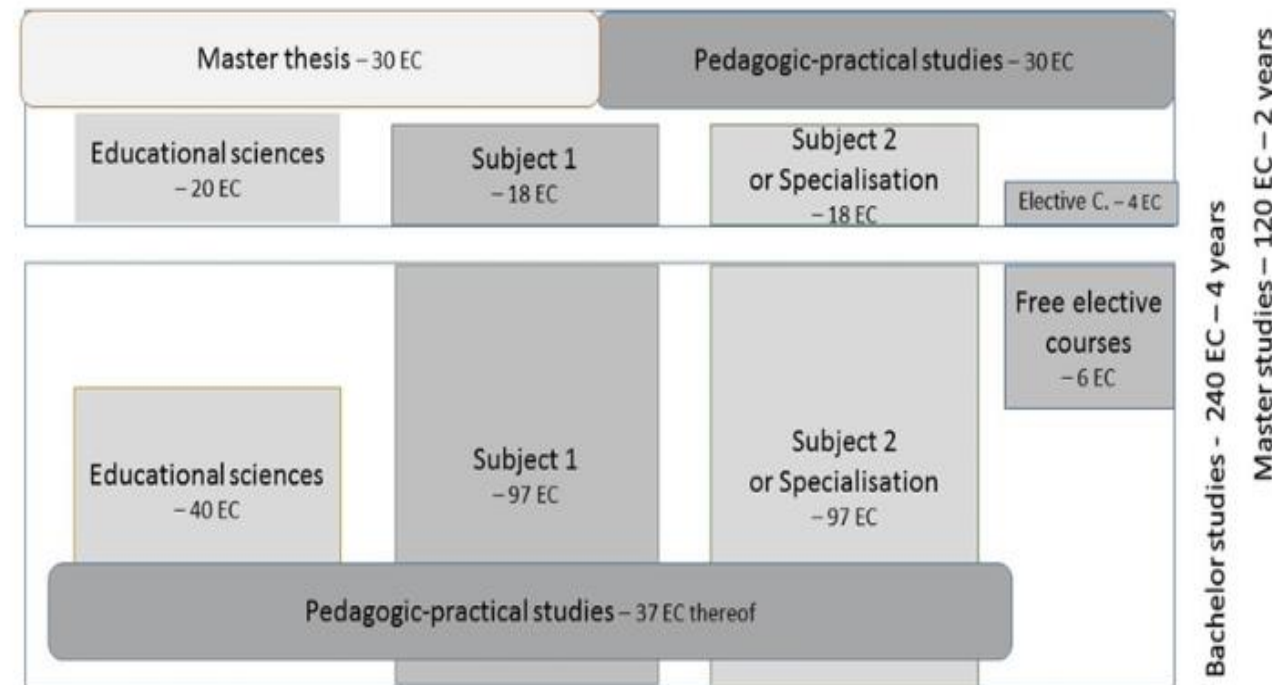 Master thesis – 30 EC
Pedagogic-practical studies – 30 EC
Educational sciences
– 20 EC
Subject 1
– 18 EC
Subject 2
or Specialisation
– 18 EC
Elective C. – 4 EC
Master studies – 120 EC – 2 years
Free elective
courses
– 6 EC
Educational sciences
– 40 EC
Subject 1
– 97 EC
Subject 2
or Specialisation
– 97 EC
Pedagogic-practical studies – 37 EC thereof
Bachelor studies - 240 EC – 4 years